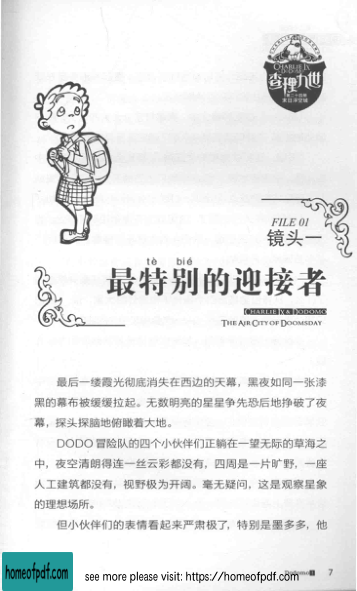 CHARLIE IX
DODOMO
查理九世
FILE 01
镜头一
tè bié
最特别的迎接者
CHARLIE IX & DODOMO
THE AIR CITY OF DOOMSDAY
最后一缕霞光彻底消失在西边的天幕，黑夜如同一张漆
黑的幕布被缓缓拉起。无数明亮的星星争先恐后地挣破了夜
幕，探头探脑地俯瞰着大地。
DODO冒险队的四个小伙伴们正躺在一望无际的草海之
中，夜空清朗得连一丝云彩都没有，四周是一片旷野，一座
人工建筑都没有，视野极为开阔。毫无疑问，这是观察星象
的理想场所。
但小伙伴们的表情看起来严肃极了，特别是墨多多，他
Dodomo 7
homeofpdf.com
see more please visit: https://homeofpdf.com